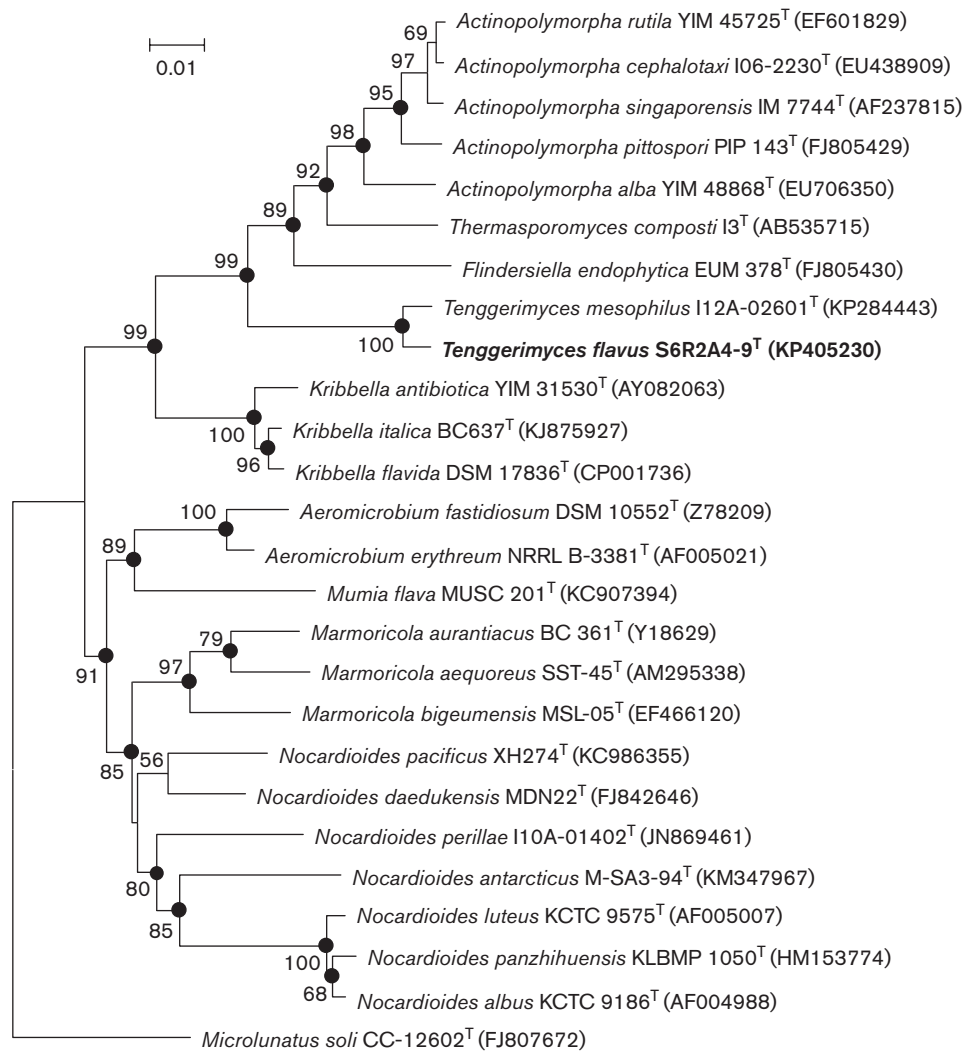 69
Actinopolymorpha rutila YIM 45725T (EF601829)
0.01
97
Actinopolymorpha cephalotaxi I06-2230T (EU438909)
95
Actinopolymorpha singaporensis IM 7744T (AF237815)
98
Actinopolymorpha pittospori PIP 143T (FJ805429)
92
Actinopolymorpha alba YIM 48868T (EU706350)
89
Thermasporomyces composti I3T (AB535715)
99
Flindersiella endophytica EUM 378T (FJ805430)
Tenggerimyces mesophilus I12A-02601T (KP284443)
99
100
Tenggerimyces flavus S6R2A4-9T (KP405230)
Kribbella antibiotica YIM 31530T (AY082063)
100
Kribbella italica BC637T (KJ875927)
96
Kribbella flavida DSM 17836T (CP001736)
100
Aeromicrobium fastidiosum DSM 10552T (Z78209)
89
Aeromicrobium erythreum NRRL B-3381T (AF005021)
Mumia flava MUSC 201T (KC907394)
79
Marmoricola aurantiacus BC 361T (Y18629)
91
97
Marmoricola aequoreus SST-45T (AM295338)
Marmoricola bigeumensis MSL-05T (EF466120)
85
56
Nocardioides pacificus XH274T (KC986355)
Nocardioides daedukensis MDN22T (FJ842646)
Nocardioides perillae I10A-01402T (JN869461)
80
Nocardioides antarcticus M-SA3-94T (KM347967)
85
Nocardioides luteus KCTC 9575T (AF005007)
100
Nocardioides panzhihuensis KLBMP 1050T (HM153774)
68
Nocardioides albus KCTC 9186T (AF004988)
Microlunatus soli CC-12602T (FJ807672)